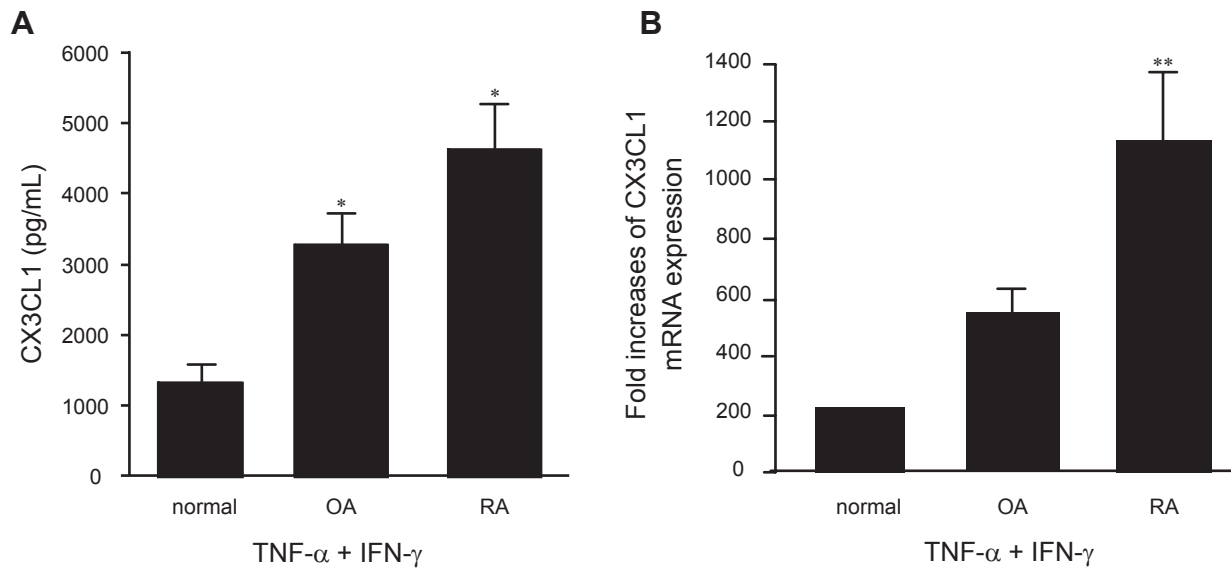 A
CX3CL1 (pg/mL)
6000
5000
4000
3000
2000
1000
0
*
*
normal OA RA
TNF-α + IFN-γ
B
Fold increases of CX3CL1
mRNA expression
1400
1200
1000
800
600
400
200
0
**
normal OA RA
TNF-α + IFN-γ